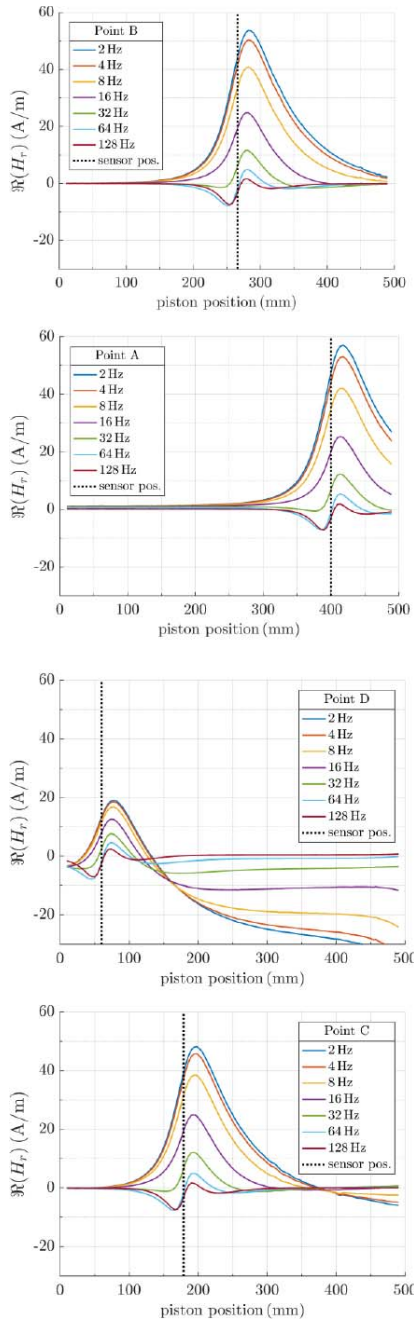 Point B
2 Hz
4 Hz
8 Hz
16 Hz
32 Hz
64 Hz
128 Hz
sensor pos.
60
40
20
0
-20
ℜ(H_r) (A/m)
0 100 200 300 400 500
piston position (mm)
Point A
2 Hz
4 Hz
8 Hz
16 Hz
32 Hz
64 Hz
128 Hz
sensor pos.
60
40
20
0
-20
ℜ(H_r) (A/m)
0 100 200 300 400 500
piston position (mm)
Point D
2 Hz
4 Hz
8 Hz
16 Hz
32 Hz
64 Hz
128 Hz
sensor pos.
60
40
20
0
-20
ℜ(H_r) (A/m)
0 100 200 300 400 500
piston position (mm)
Point C
2 Hz
4 Hz
8 Hz
16 Hz
32 Hz
64 Hz
128 Hz
sensor pos.
60
40
20
0
-20
ℜ(H_r) (A/m)
0 100 200 300 400 500
piston position (mm)